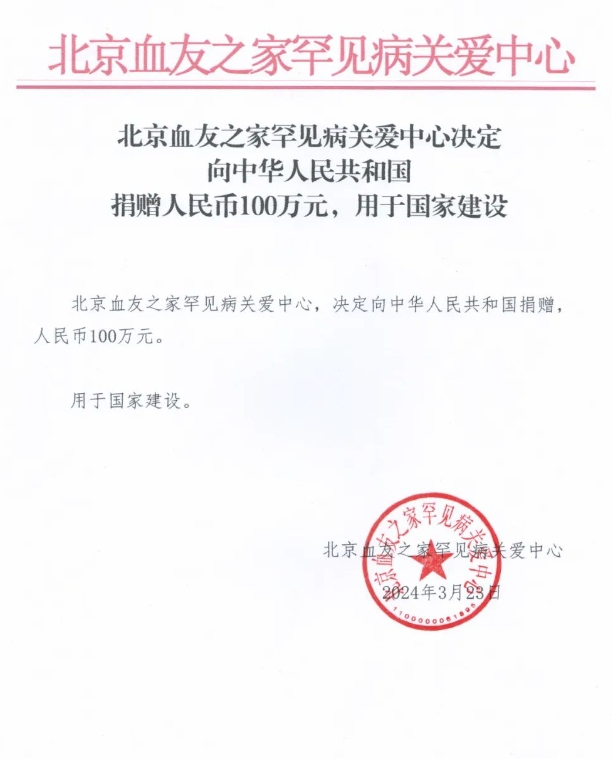 北京血友之家罕见病关爱中心
北京血友之家罕见病关爱中心决定
向中华人民共和国
捐赠人民币100万元，用于国家建设
北京血友之家罕见病关爱中心，决定向中华人民共和国捐赠，
人民币100万元。
用于国家建设。
北京血友之家罕见病关爱中心
2024年3月23日
北京血友之家罕见病关爱中心